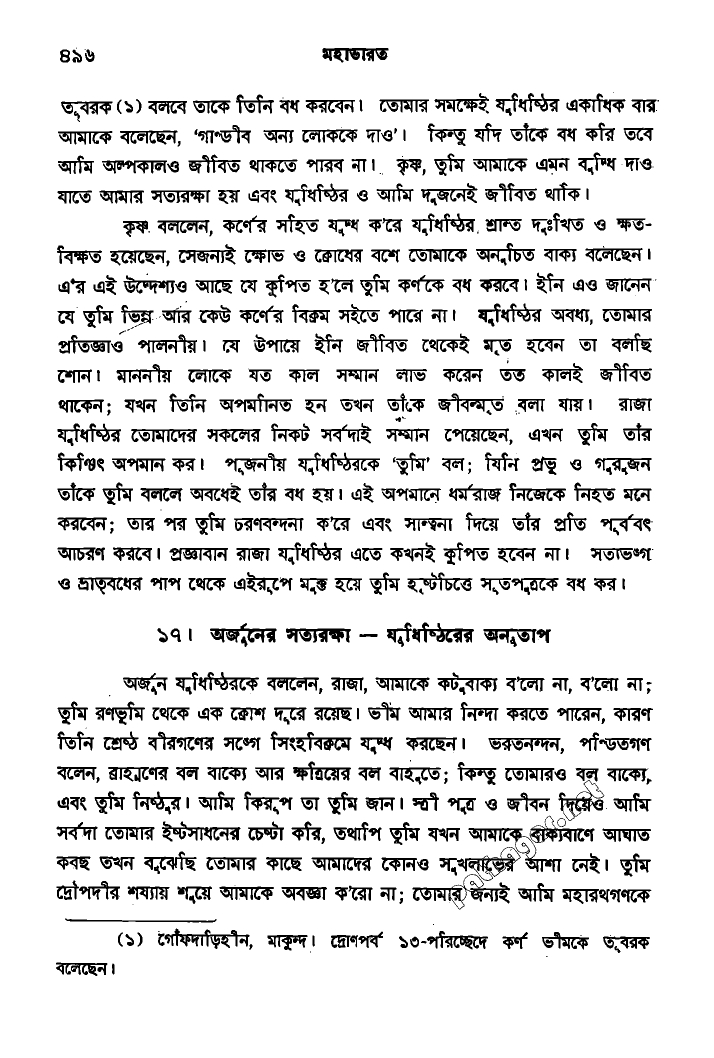 ৪৯৬
মহাভারত
তূবরক (১) বলবে তাকে তিনি বধ করবেন। তোমার সমক্ষেই যুধিষ্ঠির একাধিক বার
আমাকে বলেছেন, ‘গাণ্ডীব অন্য লোককে দাও’। কিন্তু যদি তাঁকে বধ করি তবে
আমি অল্পকালও জীবিত থাকতে পারব না। কৃষ্ণ, তুমি আমাকে এমন বুদ্ধি দাও
যাতে আমার সত্যরক্ষা হয় এবং যুধিষ্ঠির ও আমি দুজনেই জীবিত থাকি।
কৃষ্ণ বললেন, কর্ণের সহিত যুদ্ধ ক’রে যুধিষ্ঠির শ্রান্ত দুঃখিত ও ক্ষত-
বিক্ষত হয়েছেন, সেজন্যই ক্ষোভ ও ক্রোধের বশে তোমাকে অনুচিত বাক্য বলেছেন।
এ’র এই উদ্দেশ্যও আছে যে কুপিত হ’লে তুমি কর্ণকে বধ করবে। ইনি এও জানেন
যে তুমি ভিন্ন আর কেউ কর্ণের বিক্রম সইতে পারে না। যুধিষ্ঠির অবধ্য, তোমার
প্রতিজ্ঞাও পালনীয়। যে উপায়ে ইনি জীবিত থেকেই মৃত হবেন তা বলছি
শোন। মাননীয় লোকে যত কাল সম্মান লাভ করেন তত কালই জীবিত
থাকেন; যখন তিনি অপমানিত হন তখন তাঁকে জীবন্মৃত বলা যায়। রাজা
যুধিষ্ঠির তোমাদের সকলের নিকট সর্বদাই সম্মান পেয়েছেন, এখন তুমি তাঁর
কিঞ্চিৎ অপমান কর। পূজনীয় যুধিষ্ঠিরকে ‘তুমি’ বল; যিনি প্রভু ও গুরুজন
তাঁকে তুমি বললে অবধেই তাঁর বধ হয়। এই অপমানে ধর্মরাজ নিজেকে নিহত মনে
করবেন; তার পর তুমি চরণবন্দনা ক’রে এবং সান্ত্বনা দিয়ে তাঁর প্রতি পূর্ববৎ
আচরণ করবে। প্রজ্ঞাবান রাজা যুধিষ্ঠির এতে কখনই কুপিত হবেন না। সত্যভঙ্গ
ও ভ্রাতৃবধের পাপ থেকে এইরূপে মুক্ত হয়ে তুমি হৃষ্টচিত্তে সূতপুত্রকে বধ কর।
১৭। অর্জুনের সত্যরক্ষা — যুধিষ্ঠিরের অনুতাপ
অর্জুন যুধিষ্ঠিরকে বললেন, রাজা, আমাকে কটুবাক্য ব’লো না, ব’লো না;
তুমি রণভূমি থেকে এক ক্রোশ দূরে রয়েছ। ভীম আমার নিন্দা করতে পারেন, কারণ
তিনি শ্রেষ্ঠ বীরগণের সঙ্গে সিংহবিক্রমে যুদ্ধ করছেন। ভরতনন্দন, পণ্ডিতগণ
বলেন, ব্রাহ্মণের বল বাক্যে আর ক্ষত্রিয়ের বল বাহুতে; কিন্তু তোমারও বল বাক্যে,
এবং তুমি নিষ্ঠুর। আমি কিরূপ তা তুমি জান। স্ত্রী পুত্র ও জীবন দিয়েও আমি
সর্বদা তোমার ইষ্টসাধনের চেষ্টা করি, তথাপি তুমি যখন আমাকে বাক্যবাণে আঘাত
করছ তখন বুঝেছি তোমার কাছে আমাদের কোনও সুখলাভের আশা নেই। তুমি
দ্রৌপদীর শয্যায় শুয়ে আমাকে অবজ্ঞা ক’রো না; তোমার জন্যই আমি মহারথগণকে
(১) গোঁফদাড়িহীন, মাকুন্দ। দ্রোণপর্ব ১৩-পরিচ্ছেদে কর্ণ ভীমকে তূবরক
বলেছেন।
pathagar.net